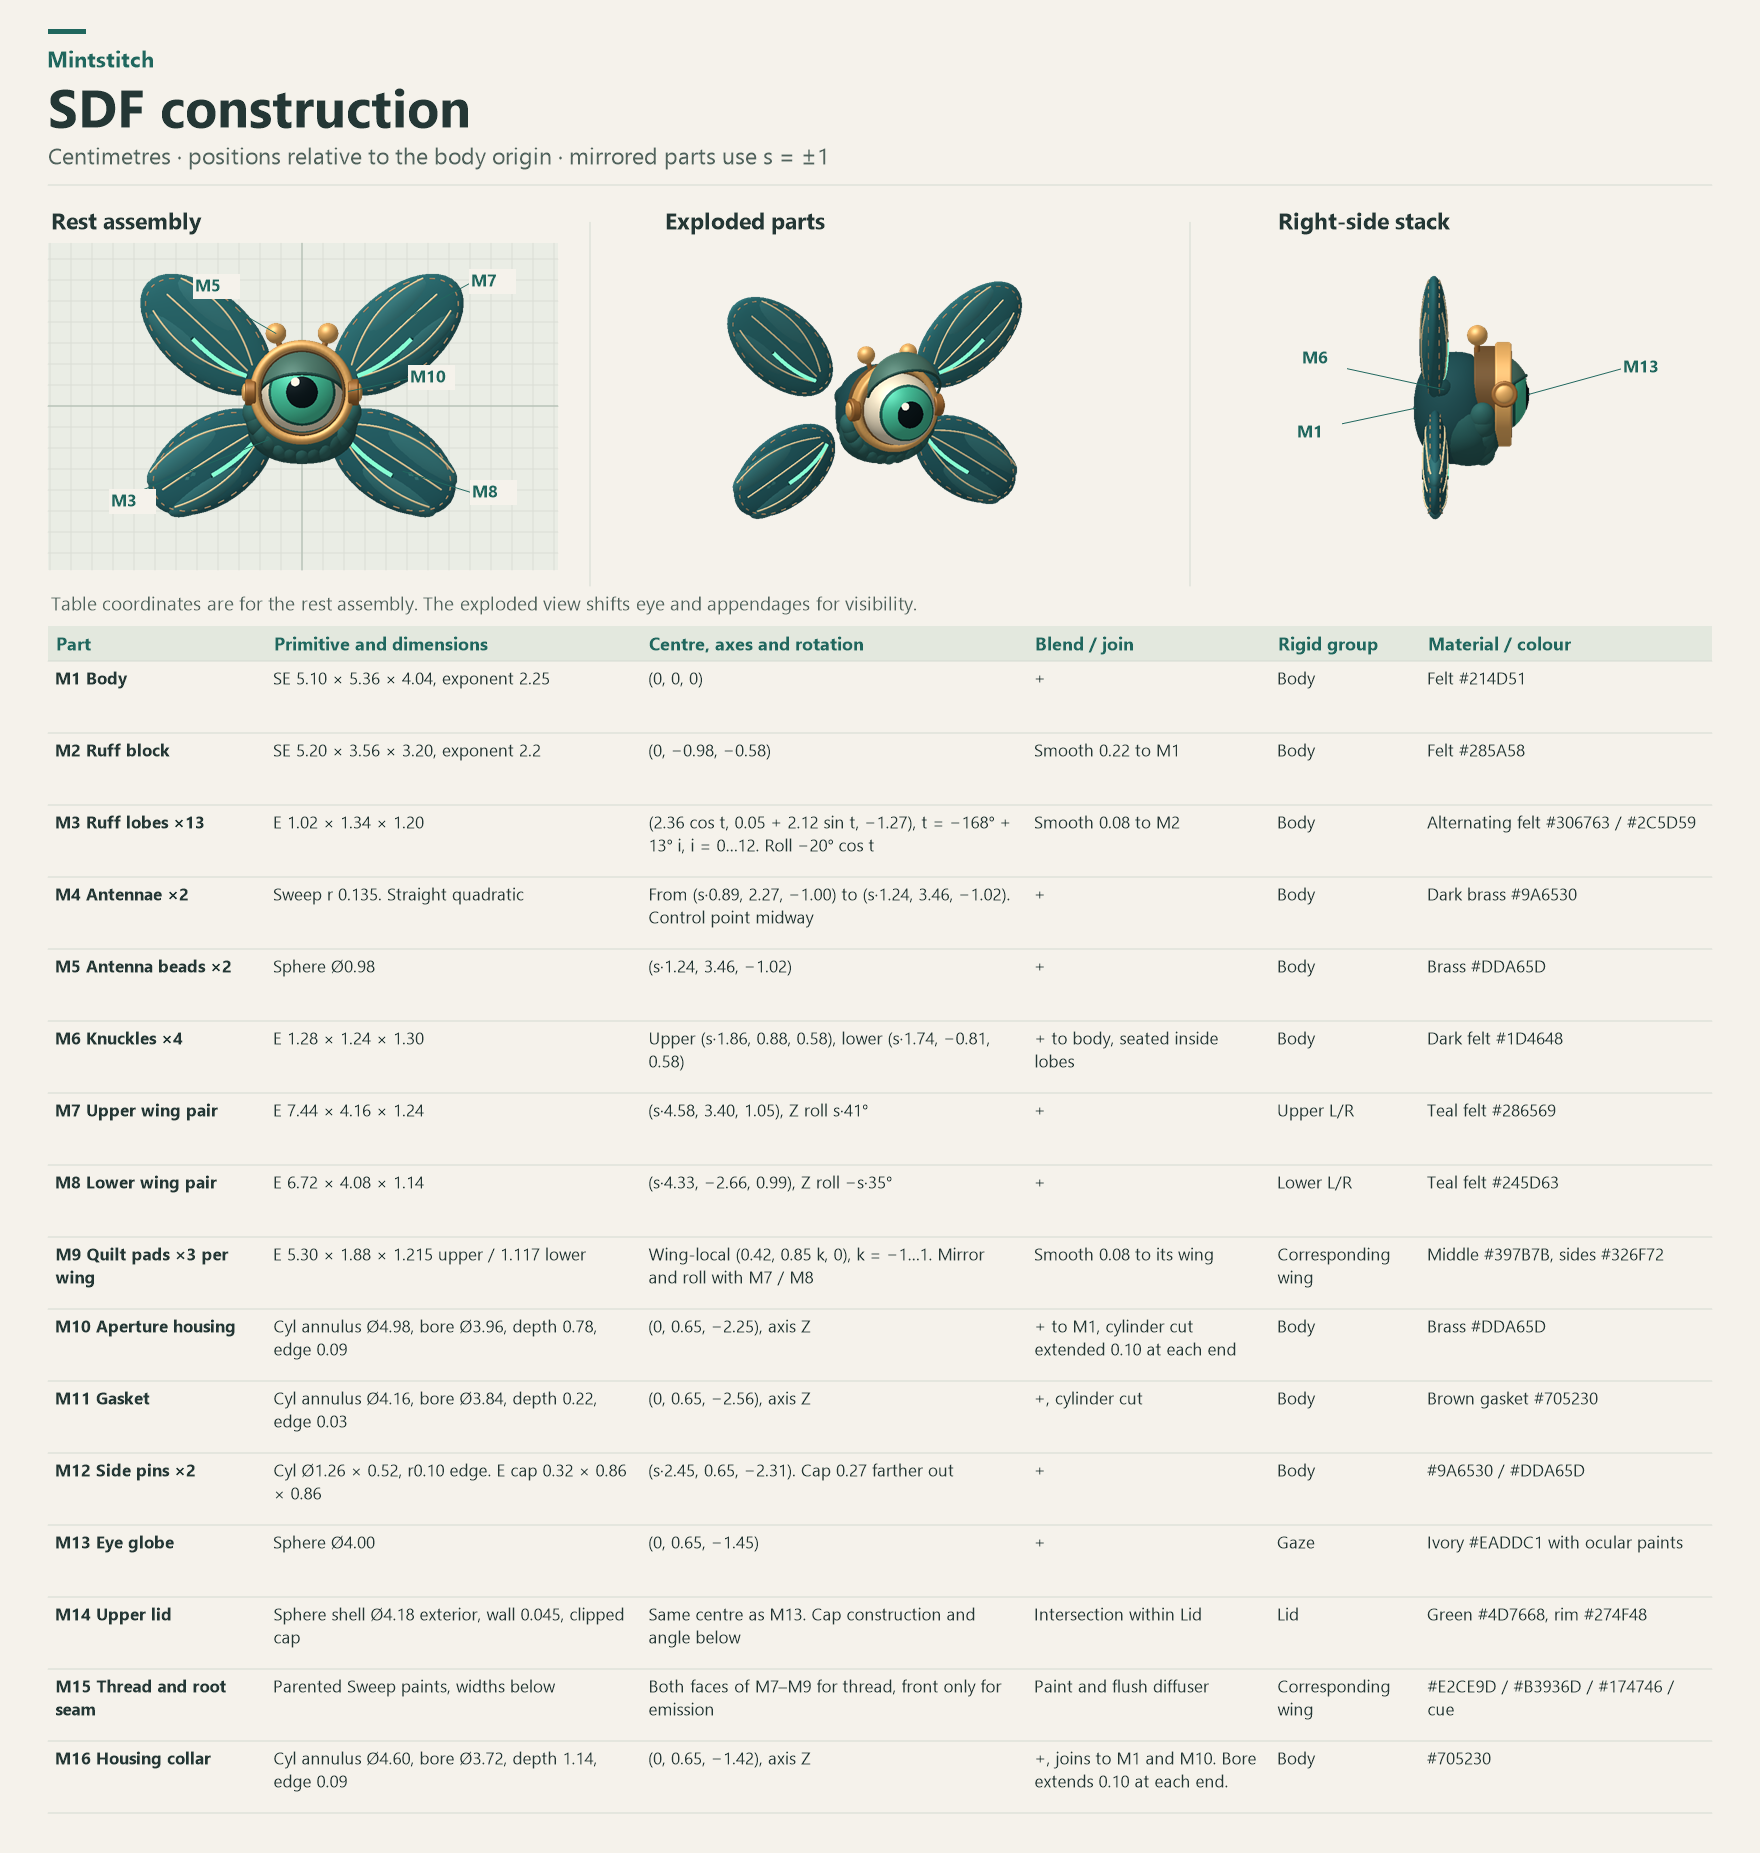 Mintstitch
SDF construction
Centimetres · positions relative to the body origin · mirrored parts use s = ±1
Rest assembly
Exploded parts
Right-side stack
M5
M7
M10
M3
M8
M6
M13
M1
Table coordinates are for the rest assembly. The exploded view shifts eye and appendages for visibility.
Part Primitive and dimensions Centre, axes and rotation Blend / join Rigid group Material / colour
M1 Body SE 5.10 × 5.36 × 4.04, exponent 2.25 (0, 0, 0) + Body Felt #214D51
M2 Ruff block SE 5.20 × 3.56 × 3.20, exponent 2.2 (0, −0.98, −0.58) Smooth 0.22 to M1 Body Felt #285A58
M3 Ruff lobes ×13 E 1.02 × 1.34 × 1.20 (2.36 cos t, 0.05 + 2.12 sin t, −1.27), t = −168° + Smooth 0.08 to M2 Body Alternating felt #306763 / #2C5D59
13° i, i = 0…12. Roll −20° cos t
M4 Antennae ×2 Sweep r 0.135. Straight quadratic From (s·0.89, 2.27, −1.00) to (s·1.24, 3.46, −1.02). + Body Dark brass #9A6530
Control point midway
M5 Antenna beads ×2 Sphere Ø0.98 (s·1.24, 3.46, −1.02) + Body Brass #DDA65D
M6 Knuckles ×4 E 1.28 × 1.24 × 1.30 Upper (s·1.86, 0.88, 0.58), lower (s·1.74, −0.81, + to body, seated inside Body Dark felt #1D4648
0.58) lobes
M7 Upper wing pair E 7.44 × 4.16 × 1.24 (s·4.58, 3.40, 1.05), Z roll s·41° + Upper L/R Teal felt #286569
M8 Lower wing pair E 6.72 × 4.08 × 1.14 (s·4.33, −2.66, 0.99), Z roll −s·35° + Lower L/R Teal felt #245D63
M9 Quilt pads ×3 per E 5.30 × 1.88 × 1.215 upper / 1.117 lower Wing-local (0.42, 0.85 k, 0), k = −1…1. Mirror Smooth 0.08 to its wing Corresponding Middle #397B7B, sides #326F72
wing and roll with M7 / M8 wing
M10 Aperture housing Cyl annulus Ø4.98, bore Ø3.96, depth 0.78, (0, 0.65, −2.25), axis Z + to M1, cylinder cut Body Brass #DDA65D
edge 0.09 extended 0.10 at each end
M11 Gasket Cyl annulus Ø4.16, bore Ø3.84, depth 0.22, (0, 0.65, −2.56), axis Z +, cylinder cut Body Brown gasket #705230
edge 0.03
M12 Side pins ×2 Cyl Ø1.26 × 0.52, r0.10 edge. E cap 0.32 × 0.86 (s·2.45, 0.65, −2.31). Cap 0.27 farther out + Body #9A6530 / #DDA65D
× 0.86
M13 Eye globe Sphere Ø4.00 (0, 0.65, −1.45) + Gaze Ivory #EADDC1 with ocular paints
M14 Upper lid Sphere shell Ø4.18 exterior, wall 0.045, clipped Same centre as M13. Cap construction and Intersection within Lid Lid Green #4D7668, rim #274F48
cap angle below
M15 Thread and root Parented Sweep paints, widths below Both faces of M7–M9 for thread, front only for Paint and flush diffuser Corresponding #E2CE9D / #B3936D / #174746 /
seam emission wing cue
M16 Housing collar Cyl annulus Ø4.60, bore Ø3.72, depth 1.14, (0, 0.65, −1.42), axis Z +, joins to M1 and M10. Bore Body #705230
edge 0.09 extends 0.10 at each end.